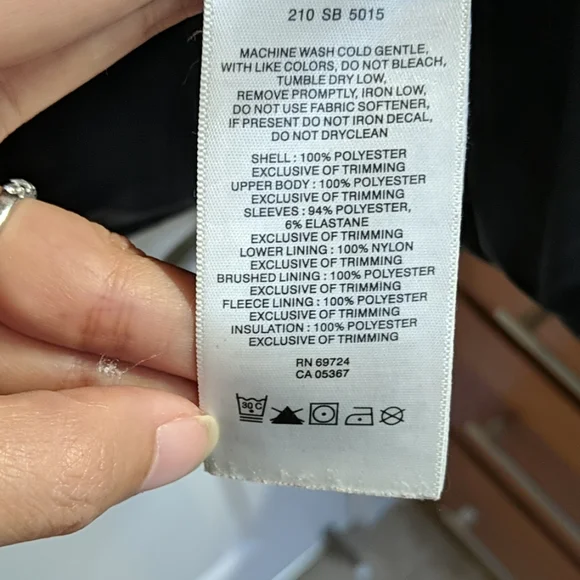 210 SB 5015
MACHINE WASH COLD GENTLE,
WITH LIKE COLORS, DO NOT BLEACH,
TUMBLE DRY LOW,
REMOVE PROMPTLY, IRON LOW,
DO NOT USE FABRIC SOFTENER,
IF PRESENT DO NOT IRON DECAL,
DO NOT DRYCLEAN
SHELL : 100% POLYESTER
EXCLUSIVE OF TRIMMING
UPPER BODY : 100% POLYESTER
EXCLUSIVE OF TRIMMING
SLEEVES : 94% POLYESTER,
6% ELASTANE
EXCLUSIVE OF TRIMMING
LOWER LINING : 100% NYLON
EXCLUSIVE OF TRIMMING
BRUSHED LINING : 100% POLYESTER
EXCLUSIVE OF TRIMMING
FLEECE LINING : 100% POLYESTER
EXCLUSIVE OF TRIMMING
INSULATION : 100% POLYESTER
EXCLUSIVE OF TRIMMING
RN 69724
CA 05367
30 C